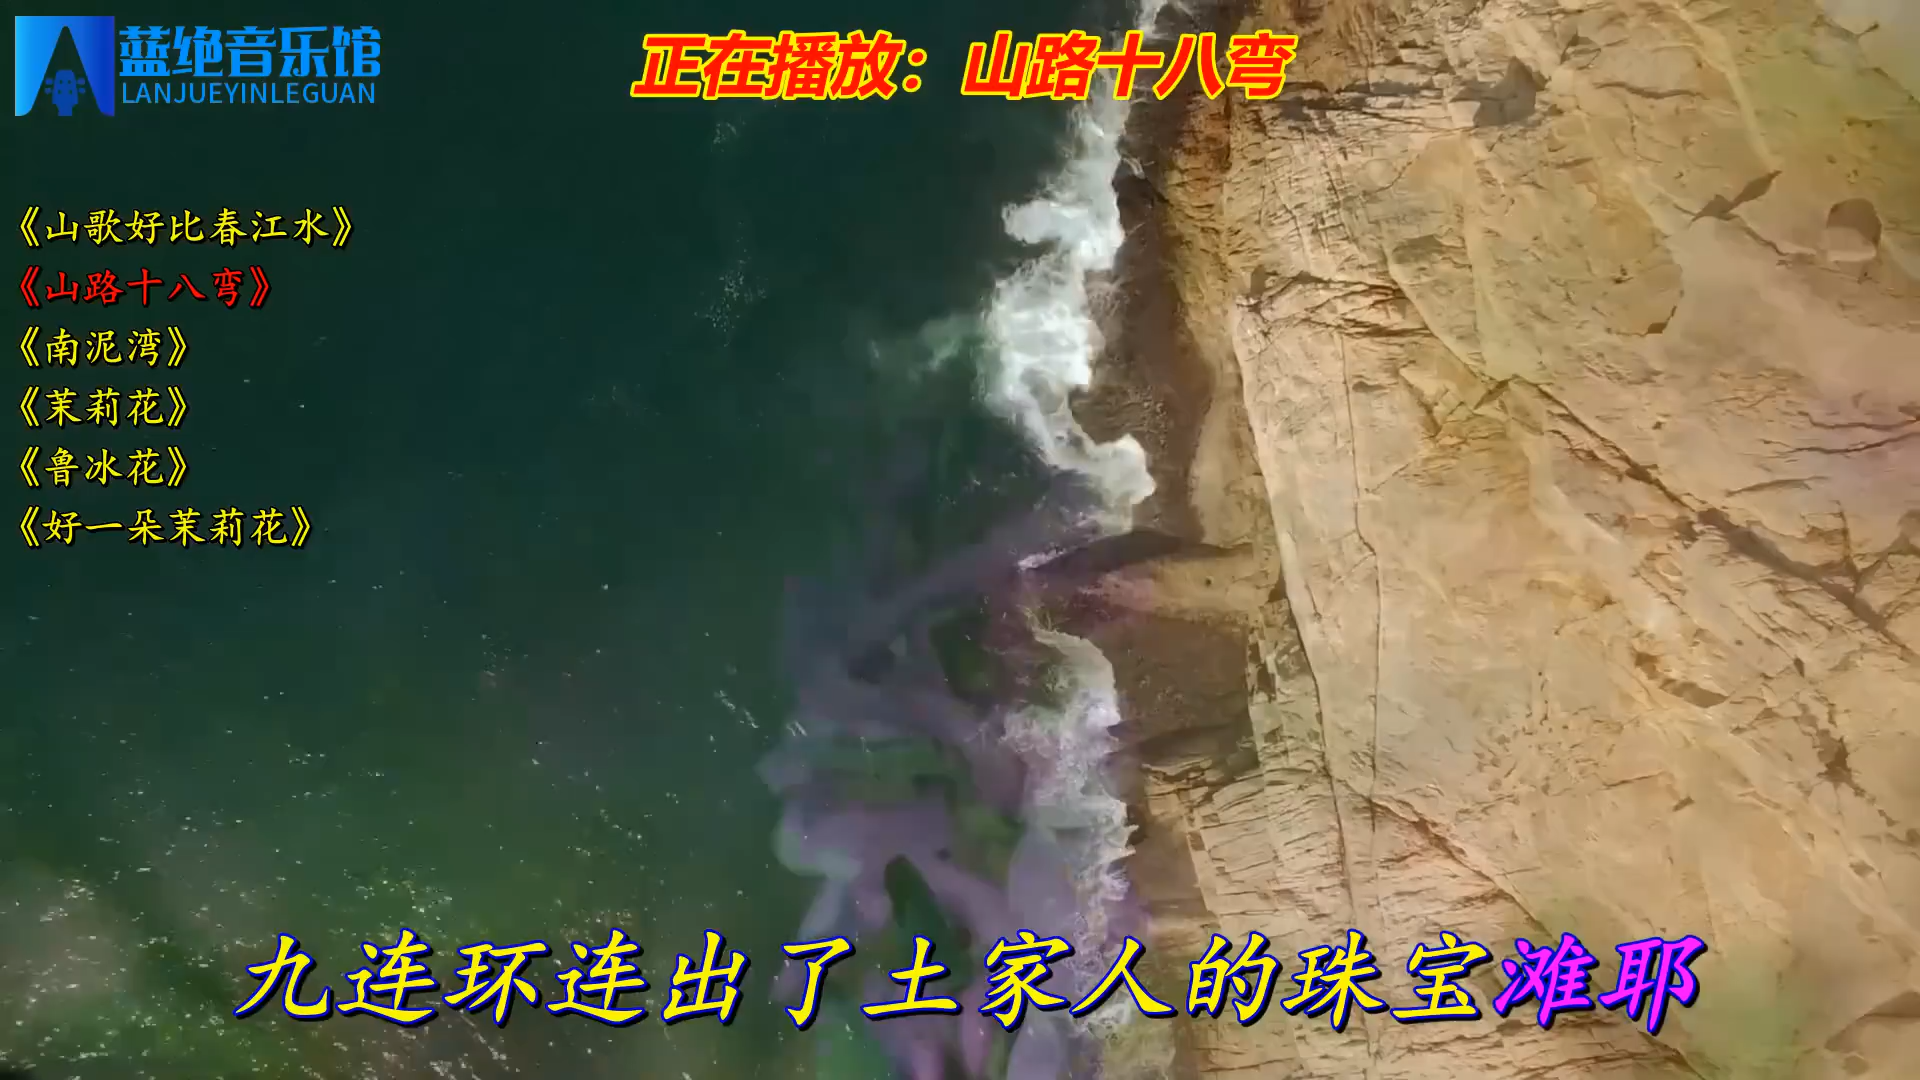 蓝绝音乐馆
LANJUEYINLEGUAN
正在播放：山路十八弯
《山歌好比春江水》
《山路十八弯》
《南泥湾》
《茉莉花》
《鲁冰花》
《好一朵茉莉花》
九连环连出了土家人的珠宝滩耶